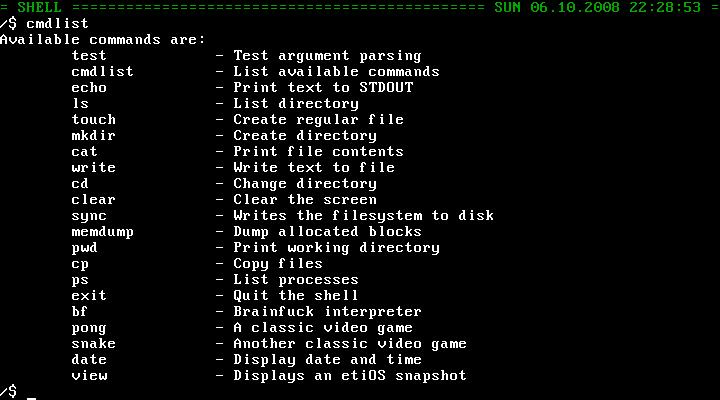 = SHELL ============================================== SUN 06.10.2008 22:28:53 =
/$ cmdlist
Available commands are:
test - Test argument parsing
cmdlist - List available commands
echo - Print text to STDOUT
ls - List directory
touch - Create regular file
mkdir - Create directory
cat - Print file contents
write - Write text to file
cd - Change directory
clear - Clear the screen
sync - Writes the filesystem to disk
memdump - Dump allocated blocks
pwd - Print working directory
cp - Copy files
ps - List processes
exit - Quit the shell
bf - Brainfuck interpreter
pong - A classic video game
snake - Another classic video game
date - Display date and time
view - Displays an etiOS snapshot
/$ _